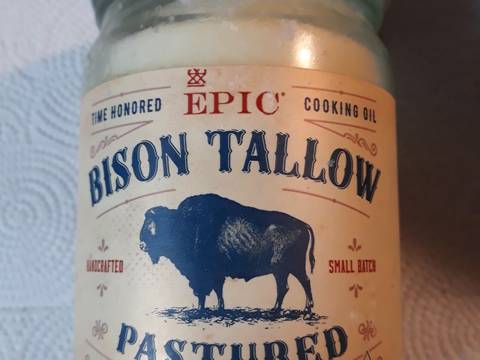 TIME HONORED EPIC COOKING OIL
BISON TALLOW
HANDCRAFTED SMALL BATCH
PASTURED